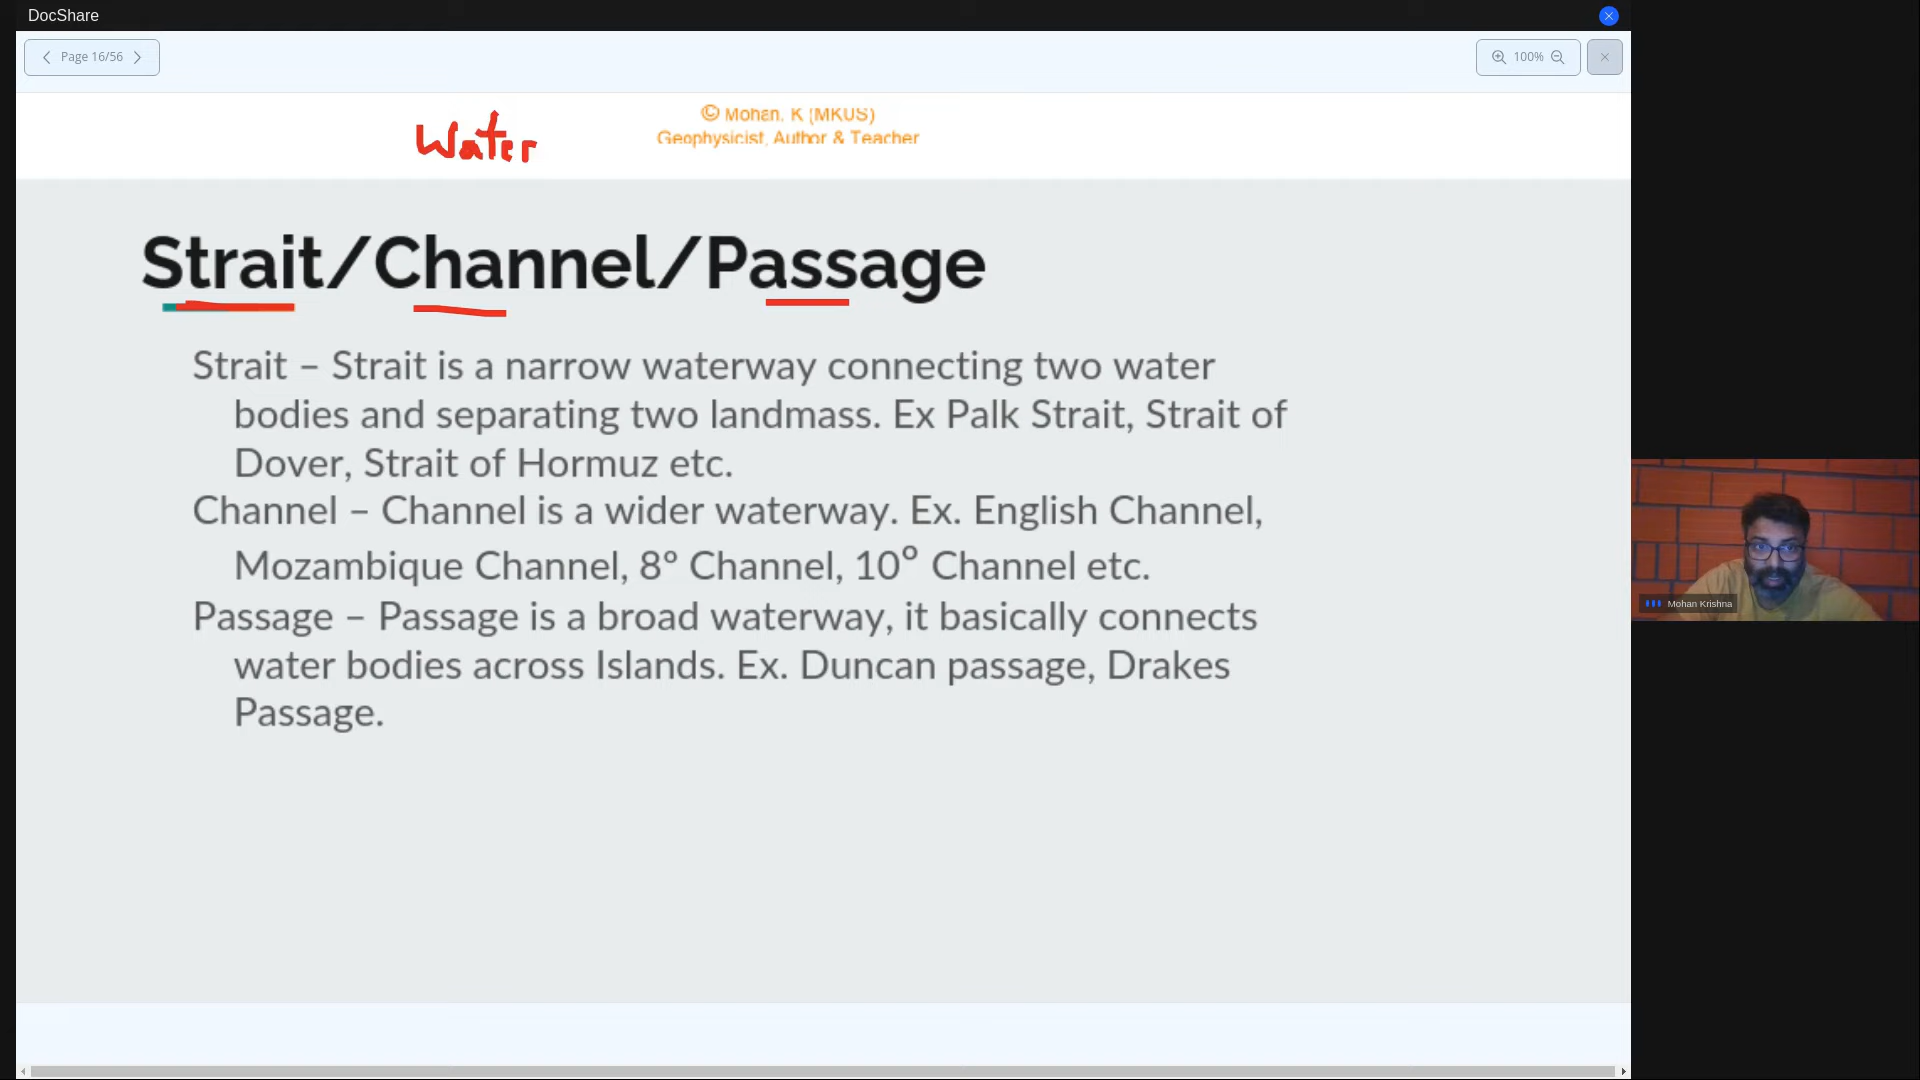 DocShare
Page 16/56
100%
Water
© Mohan. K (MKUS)
Geophysicist, Author & Teacher
Strait/Channel/Passage
Strait – Strait is a narrow waterway connecting two water
bodies and separating two landmass. Ex Palk Strait, Strait of
Dover, Strait of Hormuz etc.
Channel – Channel is a wider waterway. Ex. English Channel,
Mozambique Channel, 8° Channel, 10° Channel etc.
Passage – Passage is a broad waterway, it basically connects
water bodies across Islands. Ex. Duncan passage, Drakes
Passage.
Mohan Krishna